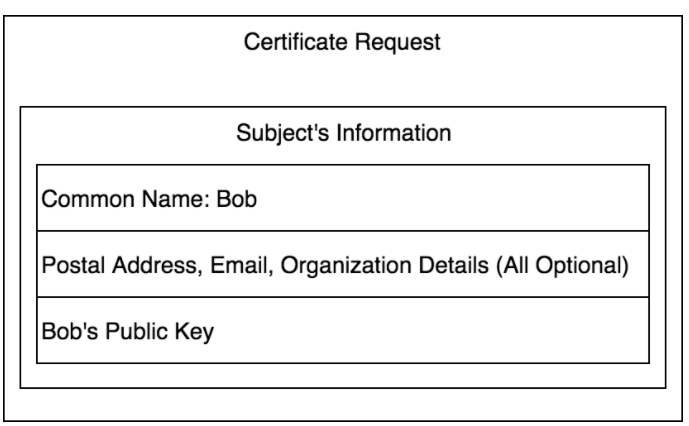 Certificate Request
Subject's Information
Common Name: Bob
Postal Address, Email, Organization Details (All Optional)
Bob's Public Key